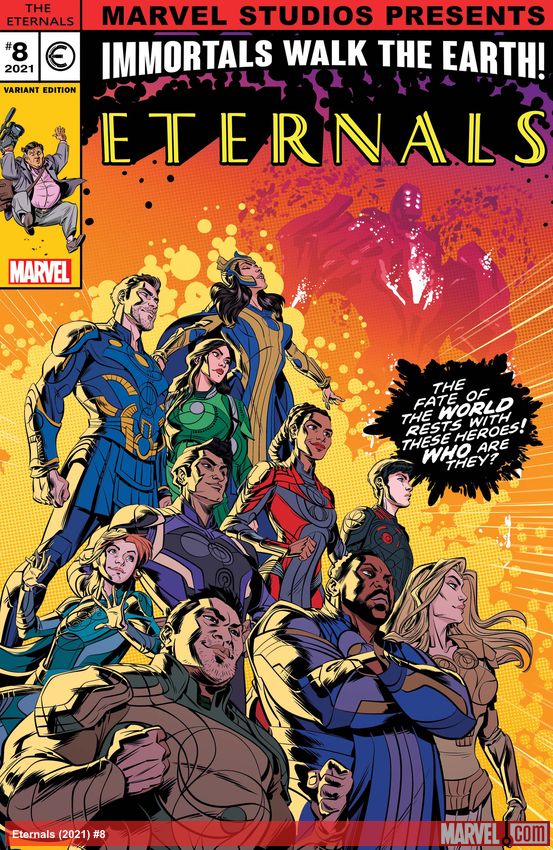 THE
ETERNALS
MARVEL STUDIOS PRESENTS
#8
2021
VARIANT EDITION
MARVEL
IMMORTALS WALK THE EARTH!
ETERNALS
THE
FATE OF
THE WORLD
RESTS WITH
THESE HEROES!
WHO ARE
THEY?
Eternals (2021) #8
MARVEL.com